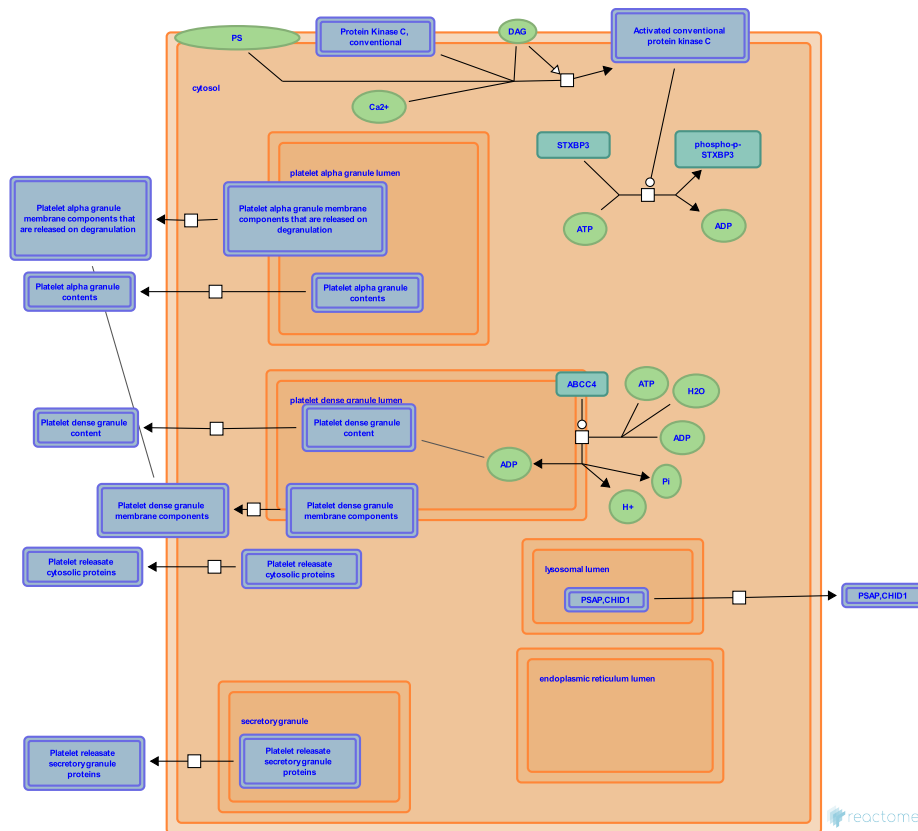 PS
Protein Kinase C,
conventional
DAG
Activated conventional
protein kinase C
cytosol
Ca2+
STXBP3
phospho-p-
STXBP3
ATP
ADP
platelet alpha granule lumen
Platelet alpha granule
membrane components that
are released on
degranulation
Platelet alpha granule
membrane components that
are released on degranulation
Platelet alpha granule
contents
Platelet alpha granule
contents
platelet dense granule lumen
ABCC4
ATP
H2O
ADP
Platelet dense granule
content
Platelet dense granule
content
ADP
Pi
H+
Platelet dense granule
membrane components
Platelet dense granule
membrane components
Platelet releasate
cytosolic proteins
Platelet releasate
cytosolic proteins
lysosomal lumen
PSAP,CHID1
PSAP,CHID1
endoplasmic reticulum lumen
secretory granule
Platelet releasate
secretory granule
proteins
Platelet releasate
secretory granule
proteins
reactome